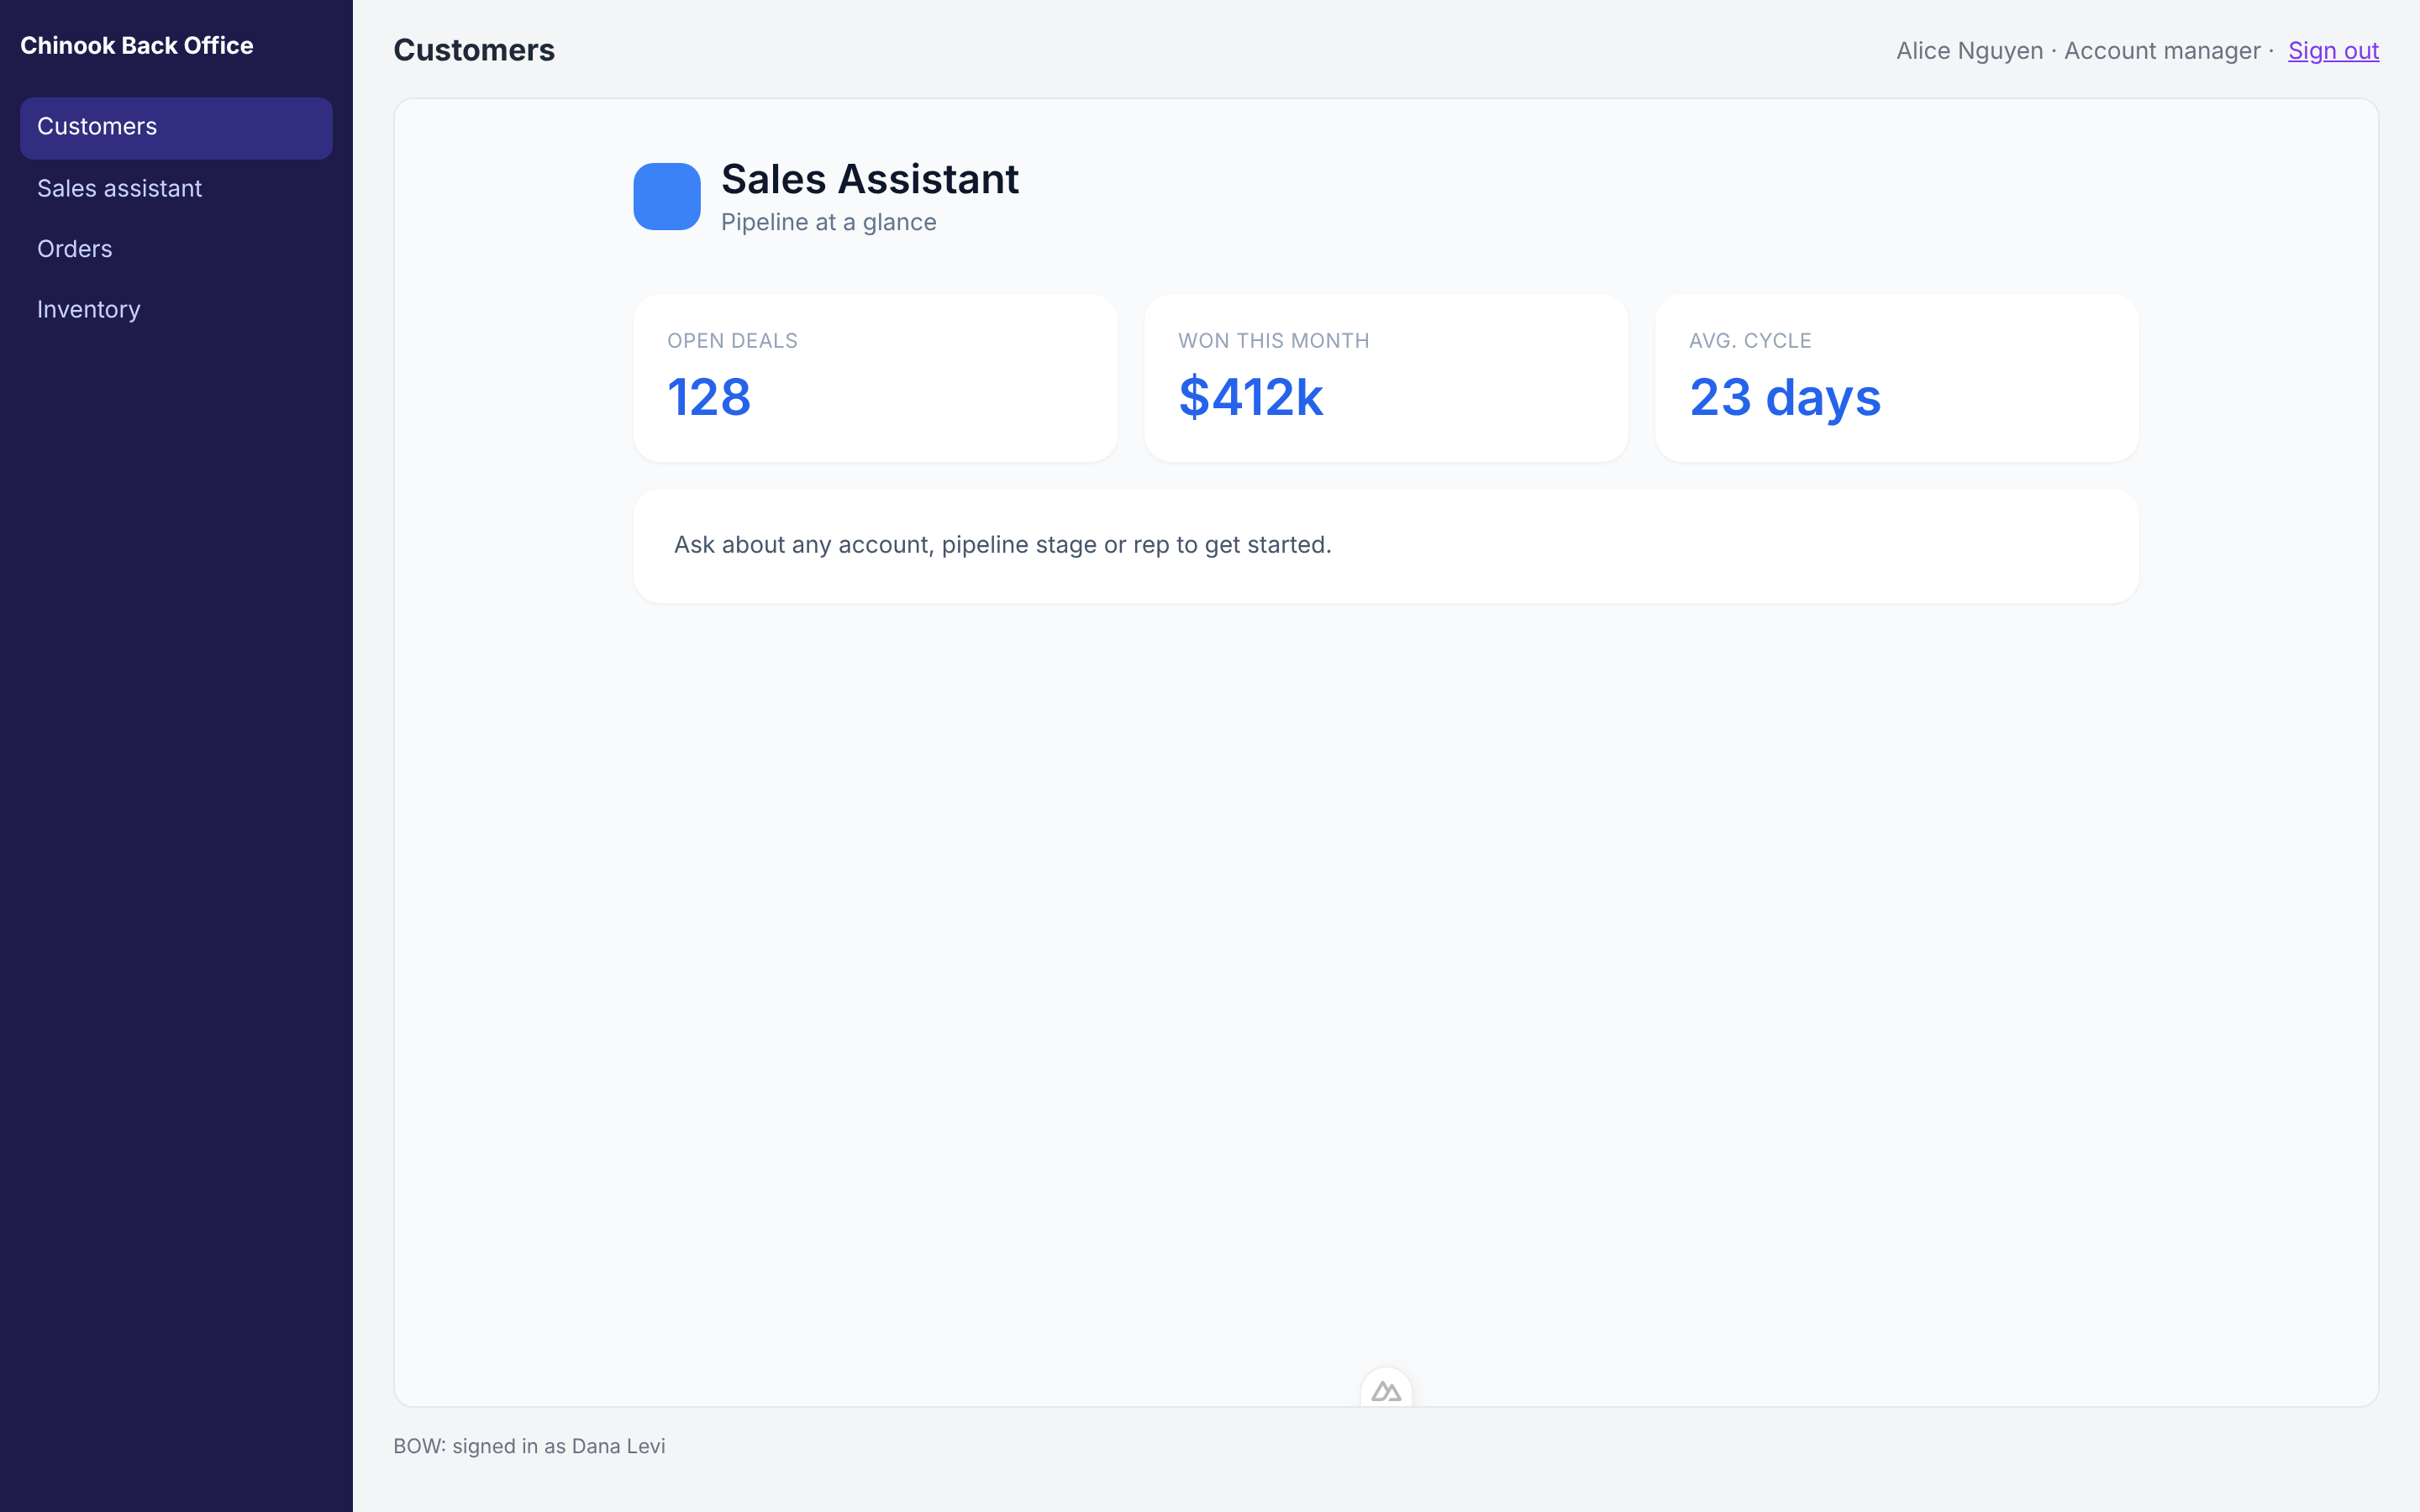 Chinook Back Office
Customers
Sales assistant
Orders
Inventory
Customers
Alice Nguyen · Account manager · Sign out
Sales Assistant
Pipeline at a glance
OPEN DEALS
128
WON THIS MONTH
$412k
AVG. CYCLE
23 days
Ask about any account, pipeline stage or rep to get started.
BOW: signed in as Dana Levi